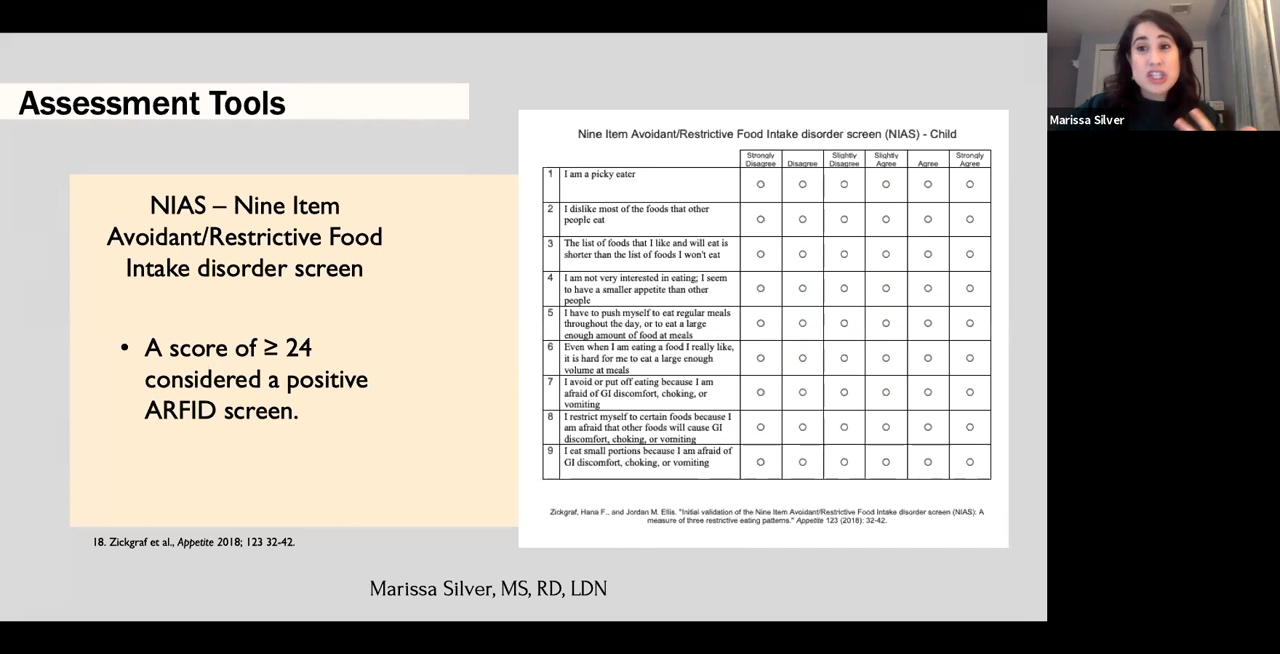 Assessment Tools
NIAS – Nine Item
Avoidant/Restrictive Food
Intake disorder screen
• A score of ≥ 24
considered a positive
ARFID screen.
18. Zickgraf et al., Appetite 2018; 123 32-42.
Nine Item Avoidant/Restrictive Food Intake disorder screen (NIAS) - Child
Strongly Disagree Disagree Slightly Disagree Slightly Agree Agree Strongly Agree
1 I am a picky eater
2 I dislike most of the foods that other
people eat
3 The list of foods that I like and will eat is
shorter than the list of foods I won't eat
4 I am not very interested in eating; I seem
to have a smaller appetite than other
people
5 I have to push myself to eat regular meals
throughout the day, or to eat a large
enough amount of food at meals
6 Even when I am eating a food I really like,
it is hard for me to eat a large enough
volume at meals
7 I avoid or put off eating because I am
afraid of GI discomfort, choking, or
vomiting
8 I restrict myself to certain foods because I
am afraid that other foods will cause GI
discomfort, choking, or vomiting
9 I eat small portions because I am afraid of
GI discomfort, choking, or vomiting
Zickgraf, Hana F., and Jordan M. Ellis. "Initial validation of the Nine Item Avoidant/Restrictive Food Intake disorder screen (NIAS): A
measure of three restrictive eating patterns." Appetite 123 (2018): 32-42.
Marissa Silver, MS, RD, LDN
Marissa Silver